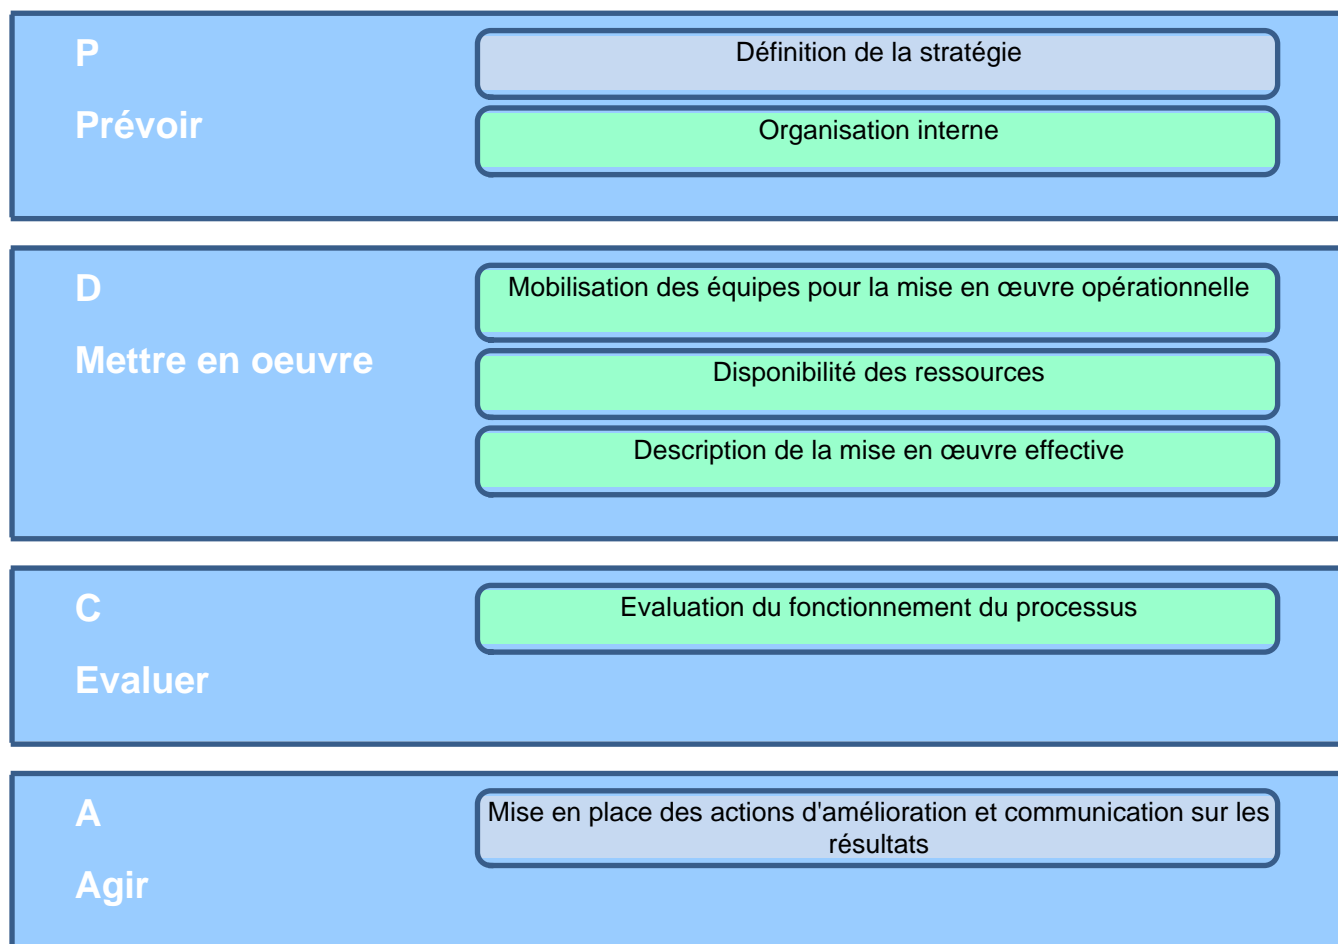 P
Prévoir
Définition de la stratégie
Organisation interne
D
Mettre en oeuvre
Mobilisation des équipes pour la mise en œuvre opérationnelle
Disponibilité des ressources
Description de la mise en œuvre effective
C
Evaluer
Evaluation du fonctionnement du processus
A
Agir
Mise en place des actions d'amélioration et communication sur les
résultats